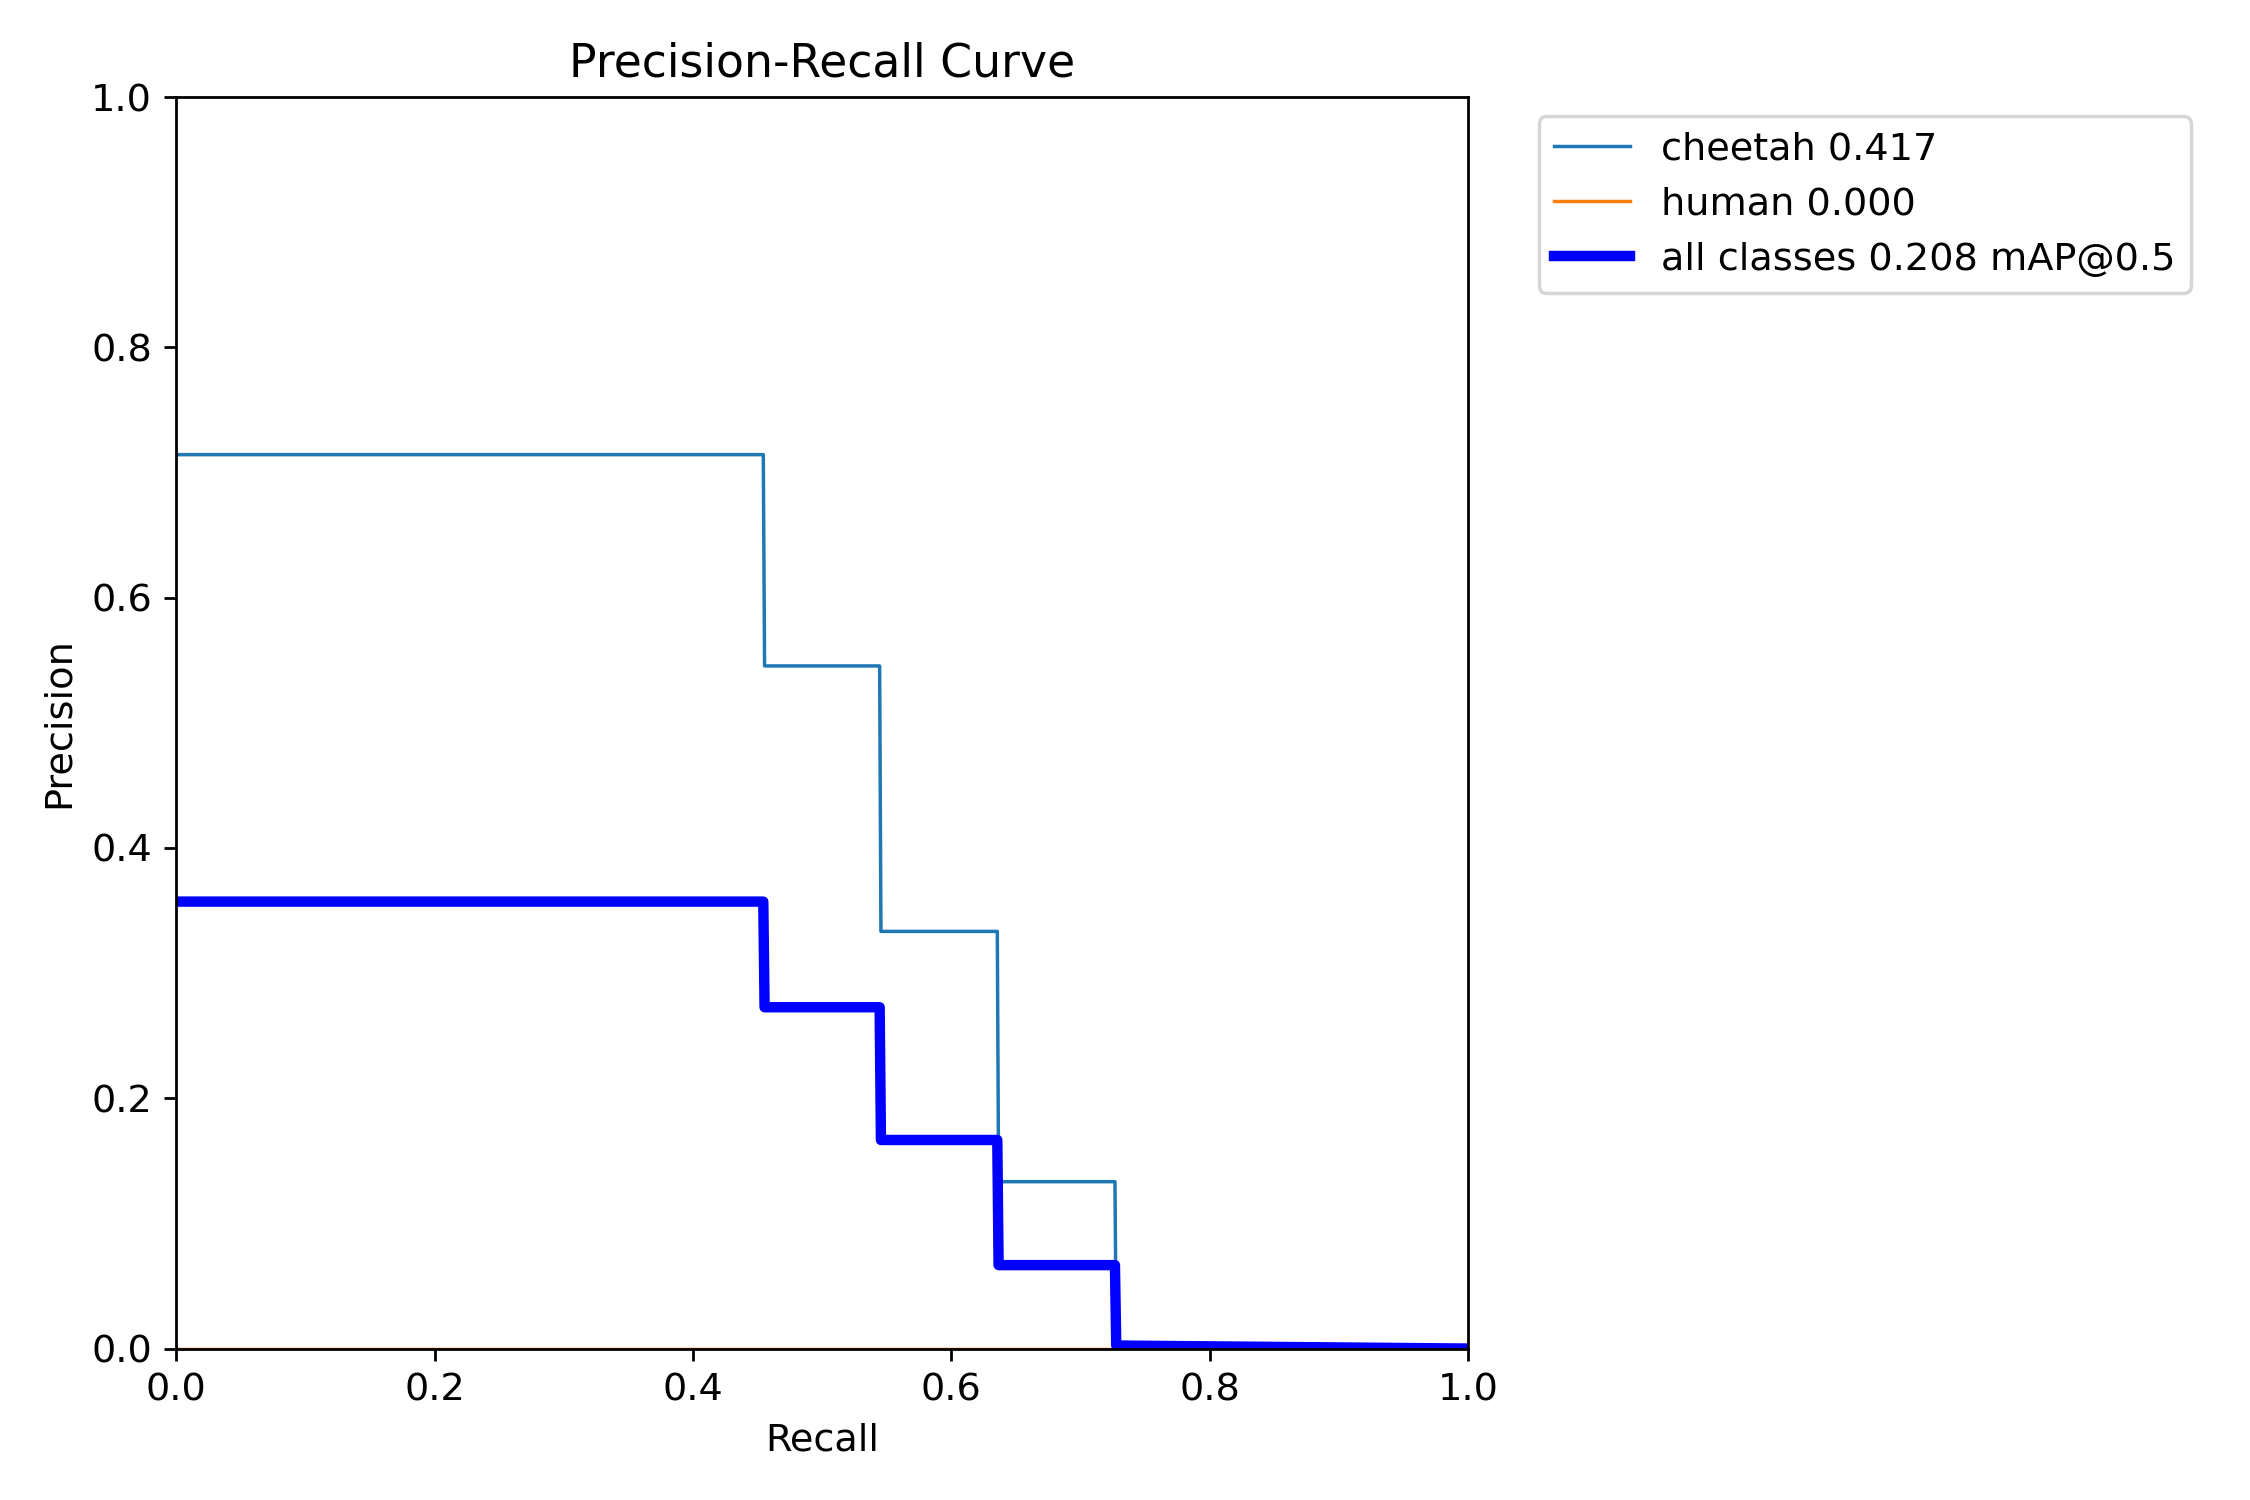 Precision-Recall Curve
cheetah 0.417
human 0.000
all classes 0.208 mAP@0.5
1.0
0.8
0.6
0.4
0.2
0.0
Precision
0.0 0.2 0.4 0.6 0.8 1.0
Recall